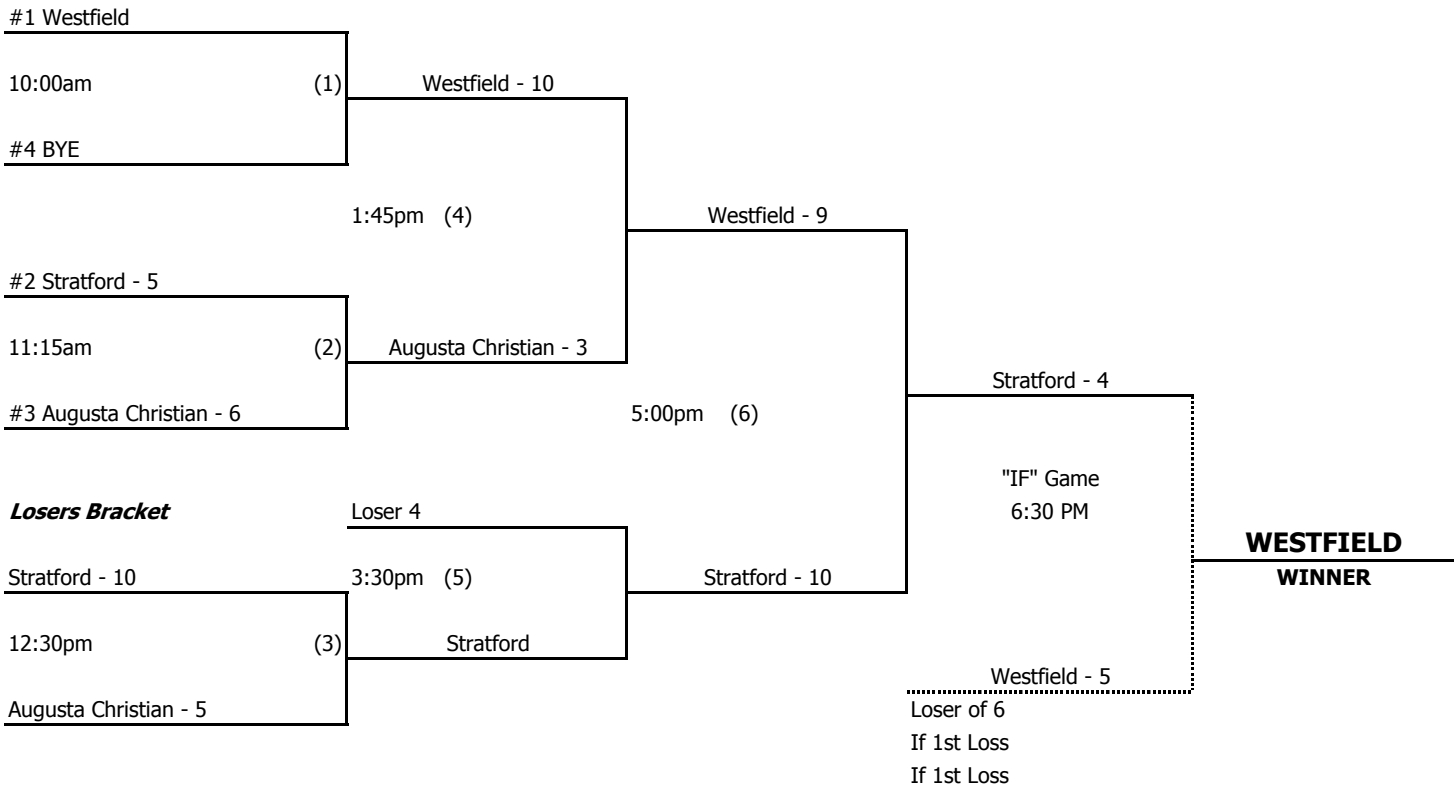 #1 Westfield
10:00am (1) Westfield - 10
#4 BYE
1:45pm (4) Westfield - 9
#2 Stratford - 5
11:15am (2) Augusta Christian - 3
Stratford - 4
#3 Augusta Christian - 6 5:00pm (6)
"IF" Game
Losers Bracket Loser 4 6:30 PM
WESTFIELD
Stratford - 10 3:30pm (5) Stratford - 10 WINNER
12:30pm (3) Stratford
Westfield - 5
Augusta Christian - 5 Loser of 6
If 1st Loss
If 1st Loss